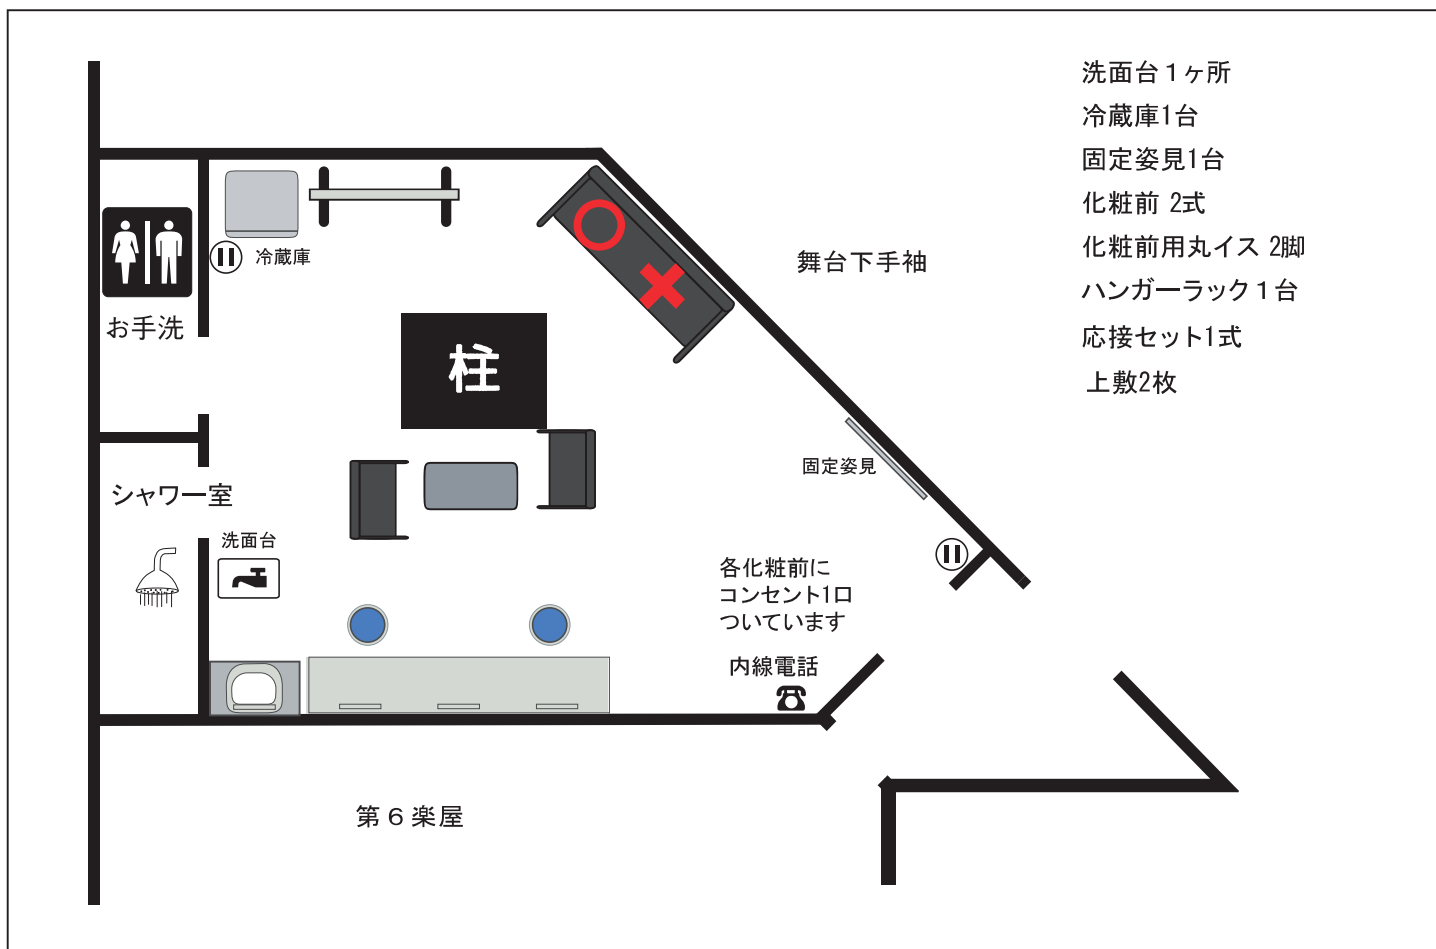 洗面台１ヶ所
冷蔵庫1台
固定姿見1台
化粧前 2式
化粧前用丸イス 2脚
ハンガーラック１台
応接セット1式
上敷2枚
冷蔵庫
舞台下手袖
お手洗
柱
固定姿見
シャワー室
洗面台
各化粧前に
コンセント1口
ついています
内線電話
第６楽屋